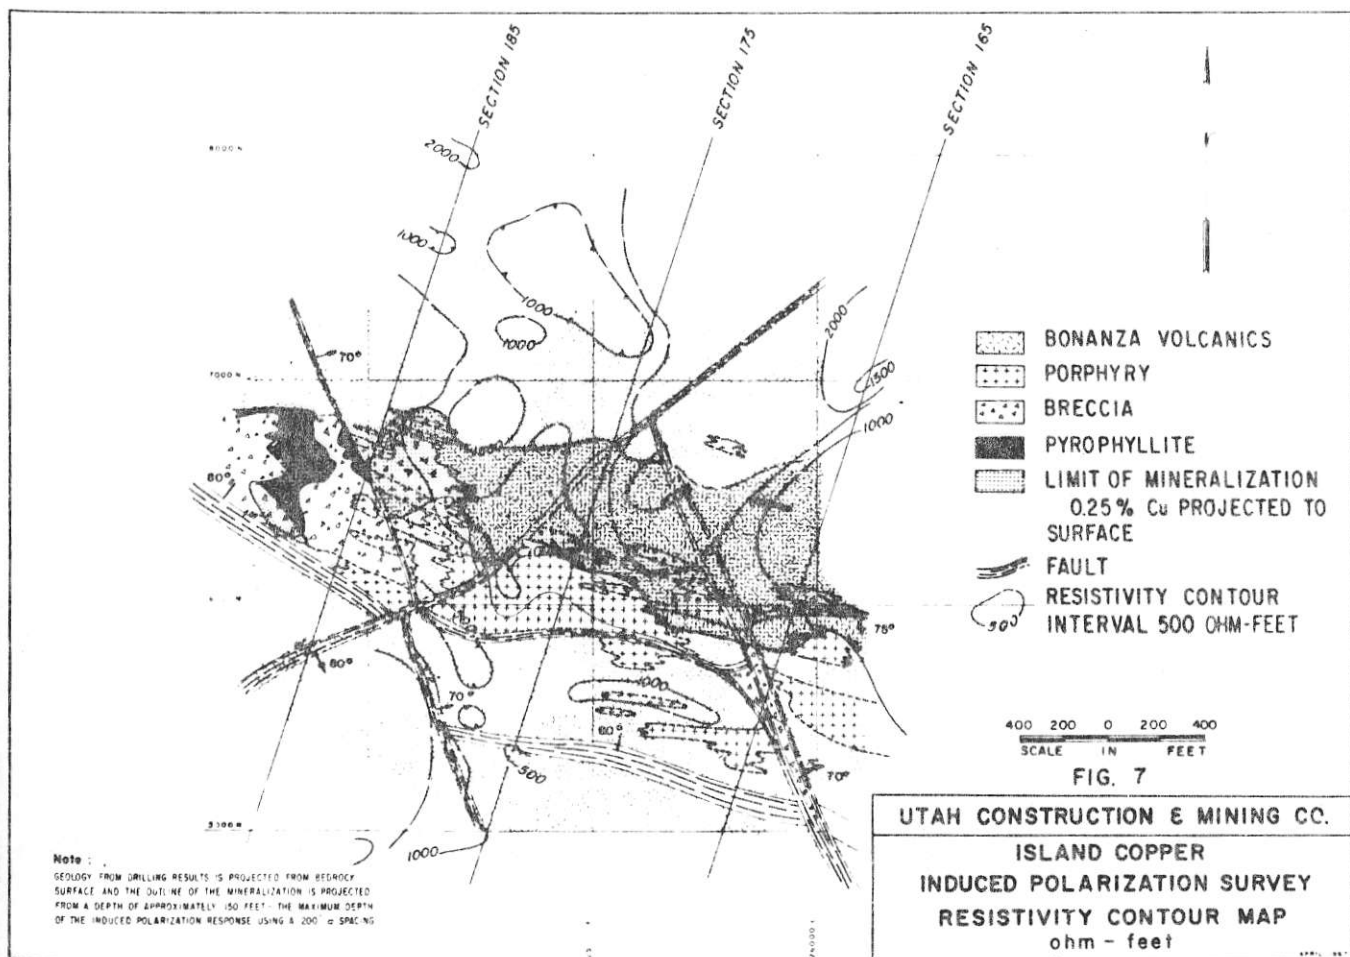 SECTION 185
SECTION 175
SECTION 165
2000
8000 N
1000
1000
2000
1000
70°
1500
7000 N
1000
80°
75°
60°
1000
70°
60°
500
70°
1000
BONANZA VOLCANICS
PORPHYRY
BRECCIA
PYROPHYLLITE
LIMIT OF MINERALIZATION
0.25% Cu PROJECTED TO
SURFACE
FAULT
RESISTIVITY CONTOUR
INTERVAL 500 OHM-FEET
500
400 200 0 200 400
SCALE IN FEET
FIG. 7
UTAH CONSTRUCTION & MINING CO.
ISLAND COPPER
INDUCED POLARIZATION SURVEY
RESISTIVITY CONTOUR MAP
ohm - feet
Note :
GEOLOGY FROM DRILLING RESULTS IS PROJECTED FROM BEDROCK
SURFACE AND THE OUTLINE OF THE MINERALIZATION IS PROJECTED
FROM A DEPTH OF APPROXIMATELY 150 FEET - THE MAXIMUM DEPTH
OF THE INDUCED POLARIZATION RESPONSE USING A 200' a SPACING